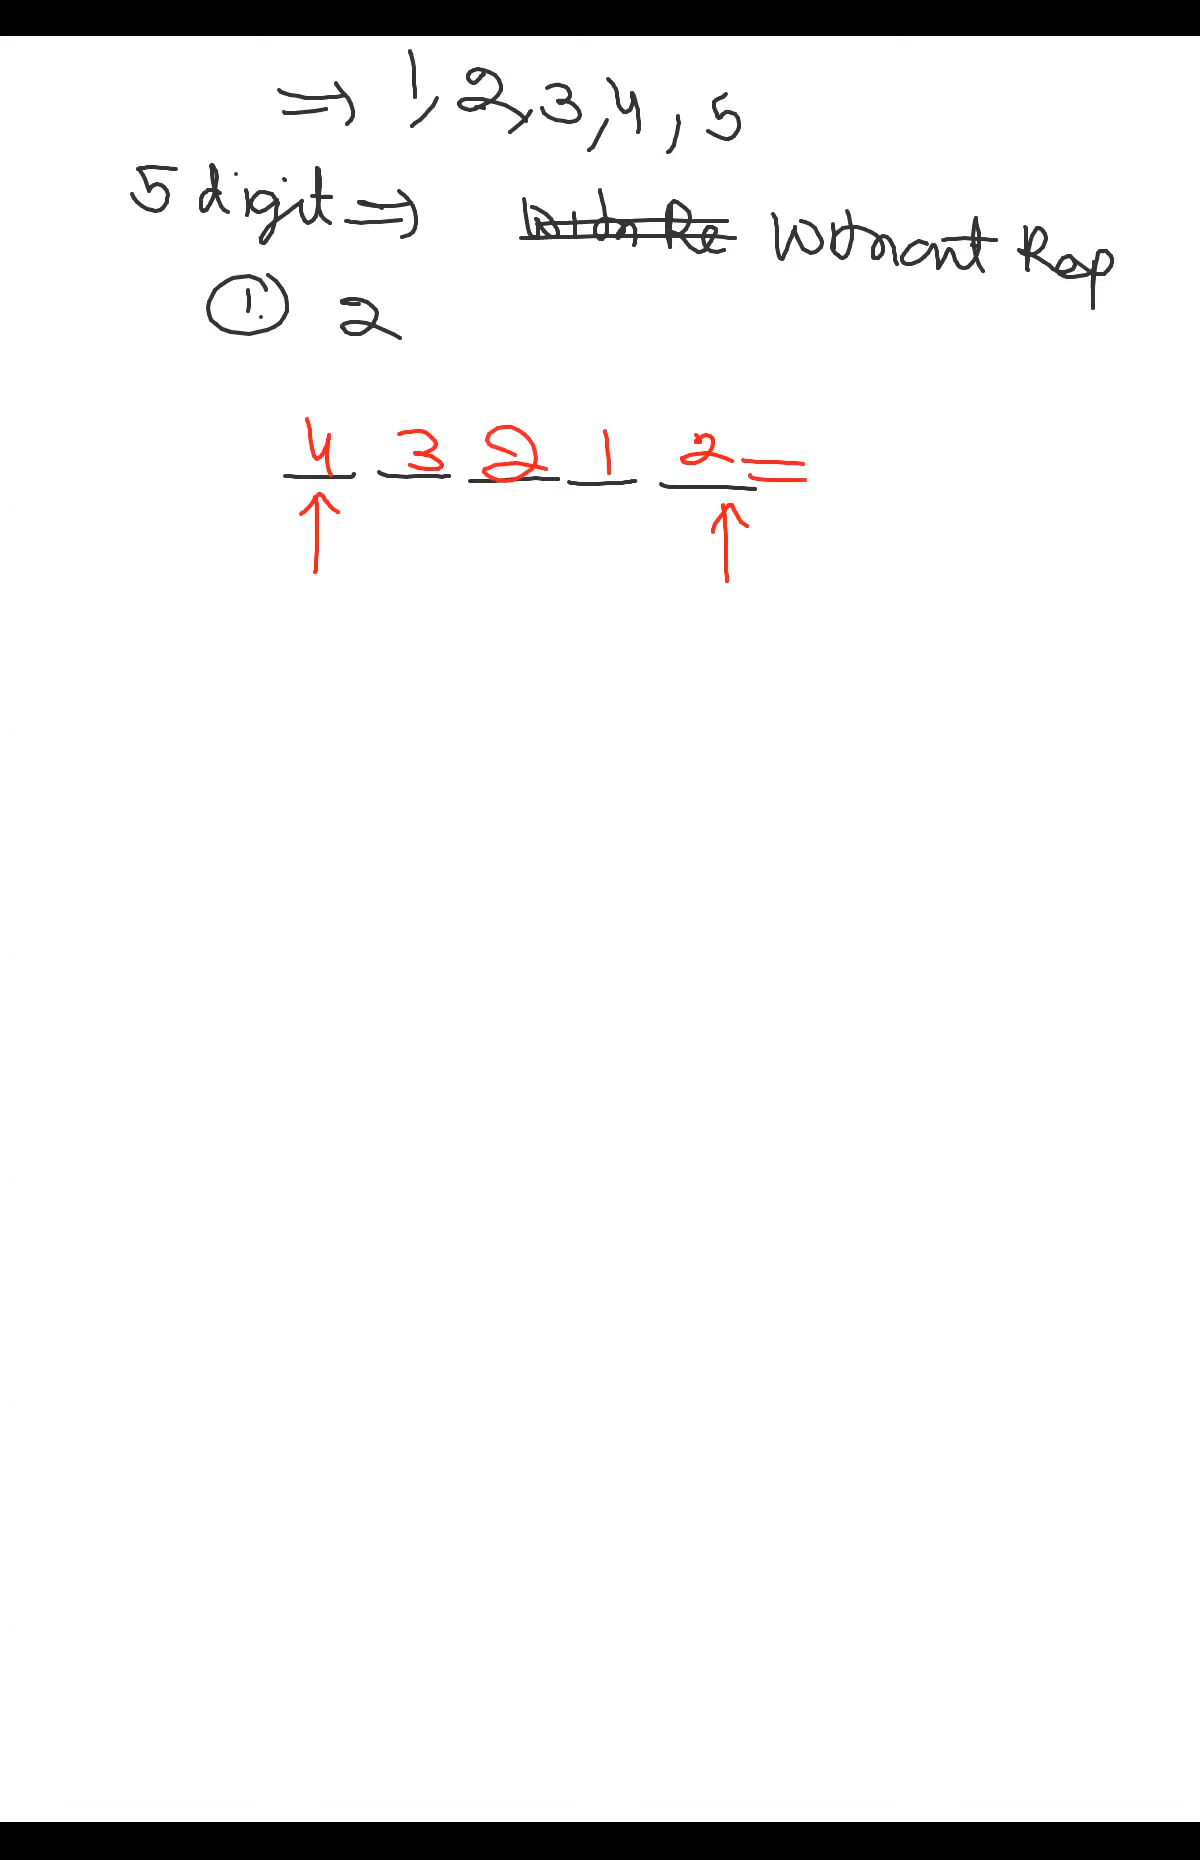 ⇒ 1, 2, 3, 4, 5
5 digit ⇒ Without Rep
① 2
4 3 2 1 2 =